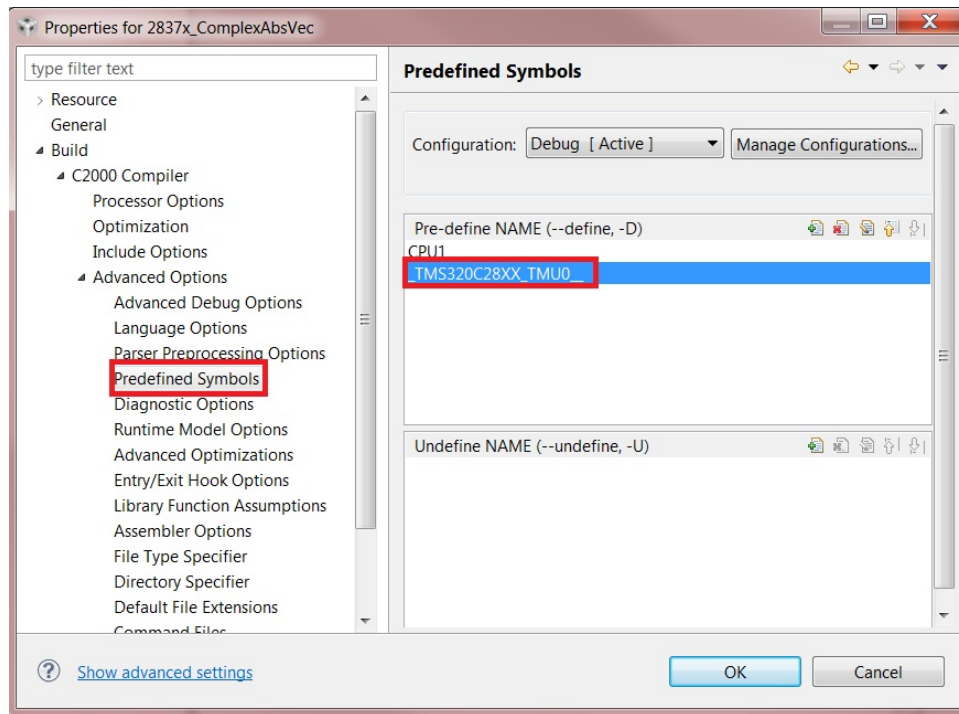 Properties for 2837x_ComplexAbsVec
type filter text
Resource
General
Build
C2000 Compiler
Processor Options
Optimization
Include Options
Advanced Options
Advanced Debug Options
Language Options
Parser Preprocessing Options
Predefined Symbols
Diagnostic Options
Runtime Model Options
Advanced Optimizations
Entry/Exit Hook Options
Library Function Assumptions
Assembler Options
File Type Specifier
Directory Specifier
Default File Extensions
Command Files
Predefined Symbols
Configuration: Debug [ Active ] Manage Configurations...
Pre-define NAME (--define, -D)
CPU1
_TMS320C28XX_TMU0__
Undefine NAME (--undefine, -U)
Show advanced settings
OK Cancel